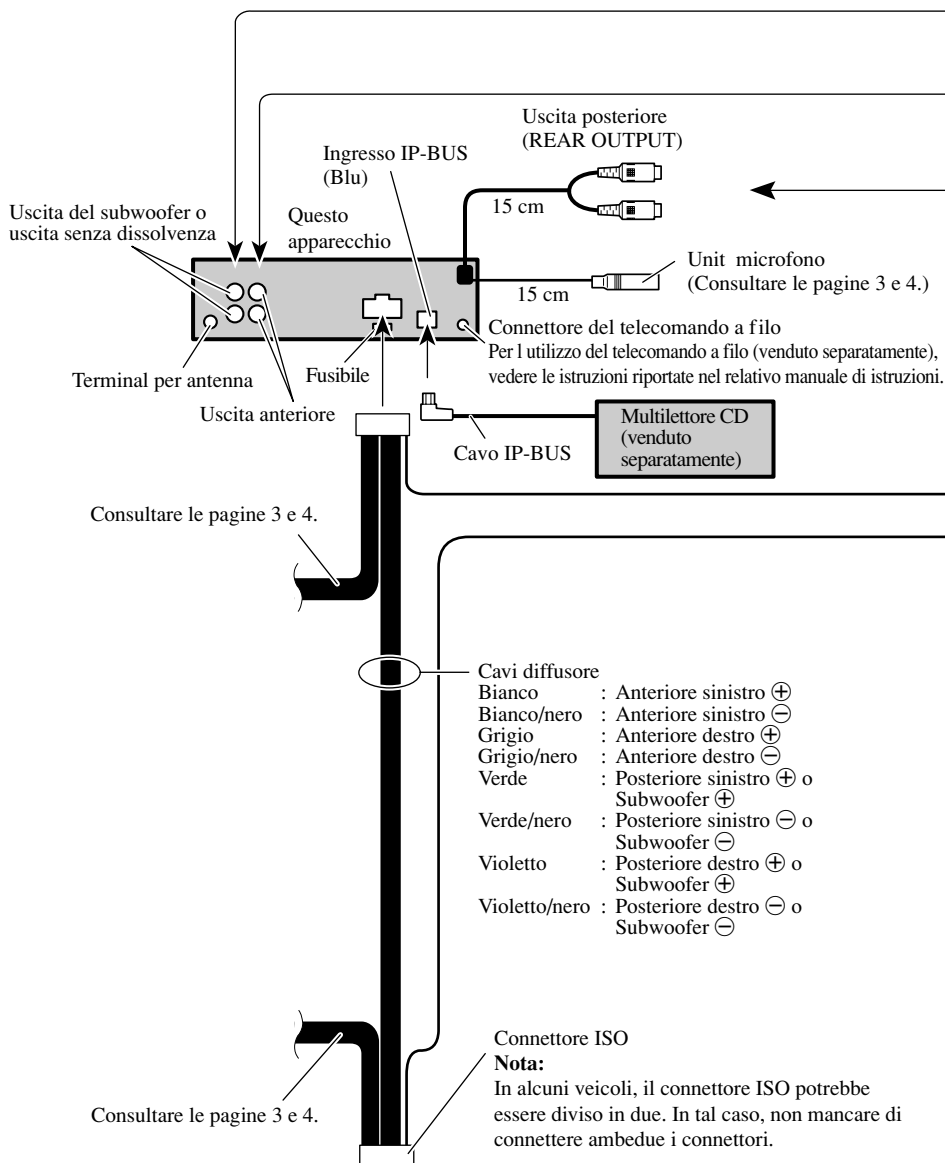 Uscita posteriore
(REAR OUTPUT)
Ingresso IP-BUS
(Blu)
15 cm
Uscita del subwoofer o
uscita senza dissolvenza
Questo
apparecchio
Unit microfono
(Consultare le pagine 3 e 4.)
15 cm
Connettore del telecomando a filo
Per l utilizzo del telecomando a filo (venduto separatamente),
vedere le istruzioni riportate nel relativo manuale di istruzioni.
Terminal per antenna
Fusibile
Uscita anteriore
Multilettore CD
(venduto
separatamente)
Cavo IP-BUS
Consultare le pagine 3 e 4.
Cavi diffusore
Bianco : Anteriore sinistro ⊕
Bianco/nero : Anteriore sinistro ⊖
Grigio : Anteriore destro ⊕
Grigio/nero : Anteriore destro ⊖
Verde : Posteriore sinistro ⊕ o
Subwoofer ⊕
Verde/nero : Posteriore sinistro ⊖ o
Subwoofer ⊖
Violetto : Posteriore destro ⊕ o
Subwoofer ⊕
Violetto/nero : Posteriore destro ⊖ o
Subwoofer ⊖
Connettore ISO
Nota:
In alcuni veicoli, il connettore ISO potrebbe
essere diviso in due. In tal caso, non mancare di
connettere ambedue i connettori.
Consultare le pagine 3 e 4.